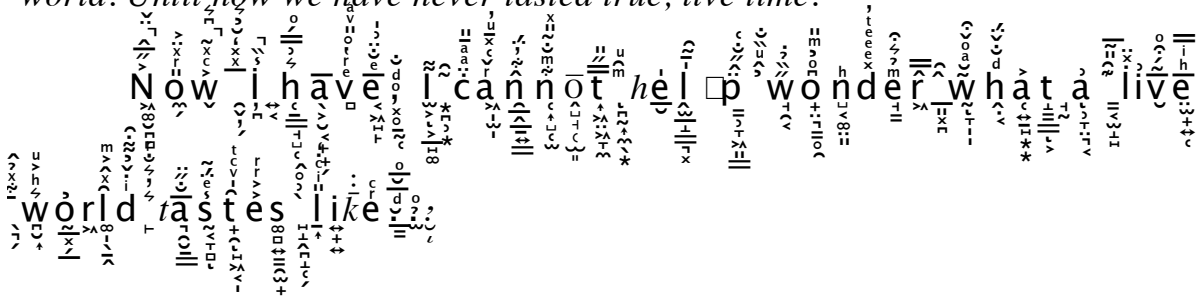 world. Until now we have never tasted true, live time.
Now I have I cannot help wonder what a live
world tastes like?